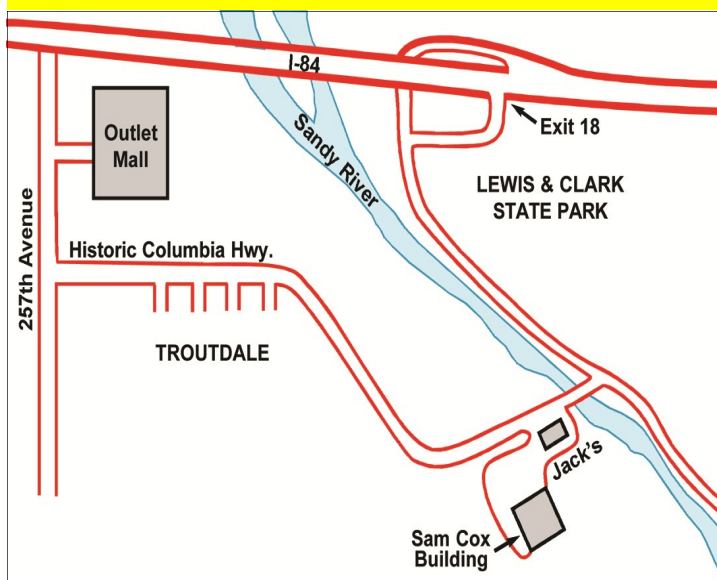 I-84
Outlet
Mall
Exit 18
Sandy River
LEWIS & CLARK
STATE PARK
257th Avenue
Historic Columbia Hwy.
TROUTDALE
Jack's
Sam Cox
Building